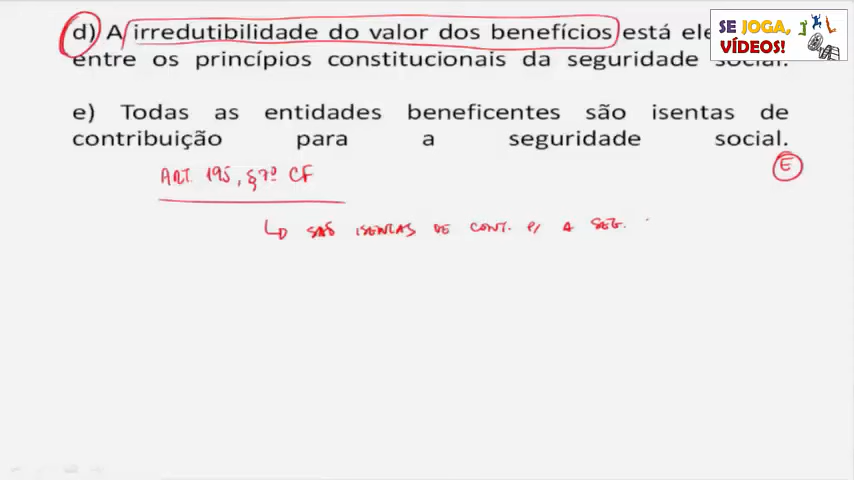 d) A irredutibilidade do valor dos benefícios está
entre os princípios constitucionais da seguridade social.
SE JOGA,
VÍDEOS!
e) Todas as entidades beneficentes são isentas de
contribuição para a seguridade social.
E
ART. 195, § 7º CF
↳ SÃO ISENTAS DE CONT. P/ A SEG.